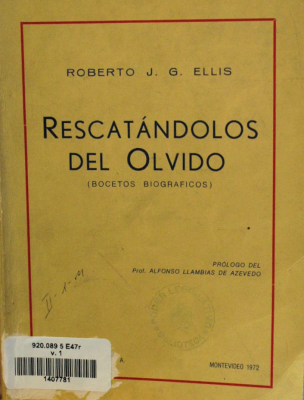 ROBERTO J. G. ELLIS
RESCATÁNDOLOS
DEL OLVIDO
(BOCETOS BIOGRAFICOS)
PRÓLOGO DEL
Prof. ALFONSO LLAMBIAS DE AZEVEDO
920.089 5 E47r
v. 1
1407781
A.
MONTEVIDEO 1972